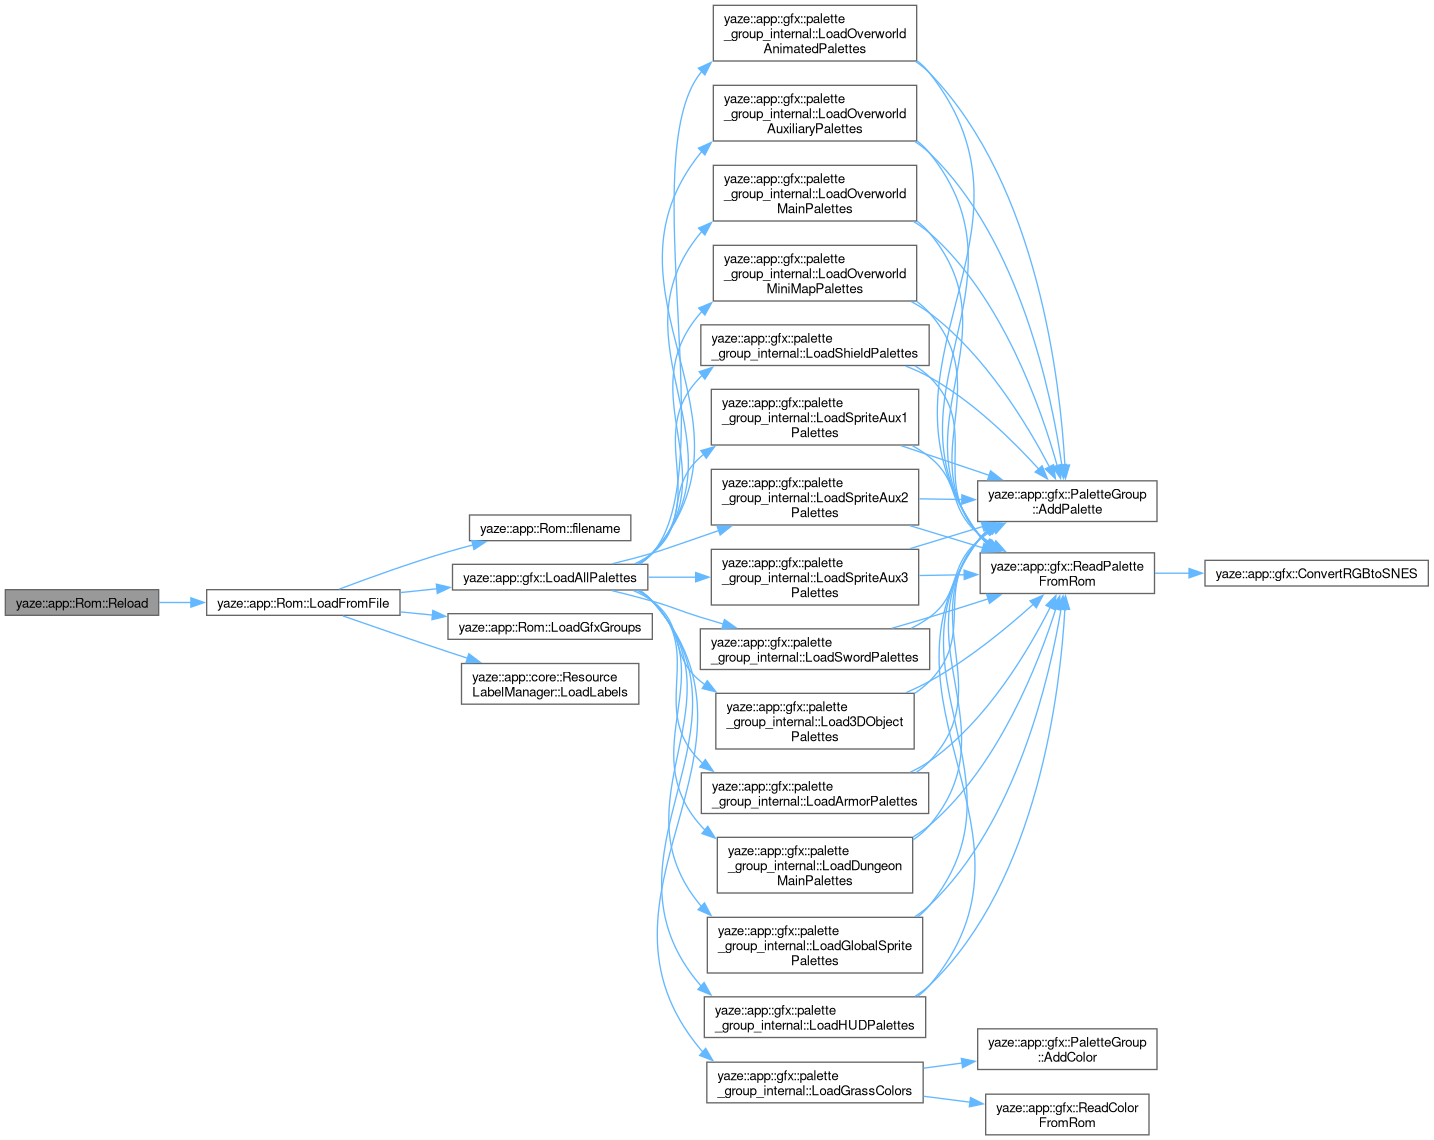 yaze::app::Rom::Reload
yaze::app::Rom::LoadFromFile
yaze::app::Rom::filename
yaze::app::gfx::LoadAllPalettes
yaze::app::Rom::LoadGfxGroups
yaze::app::core::Resource
LabelManager::LoadLabels
yaze::app::gfx::palette
_group_internal::LoadOverworld
AnimatedPalettes
yaze::app::gfx::palette
_group_internal::LoadOverworld
AuxiliaryPalettes
yaze::app::gfx::palette
_group_internal::LoadOverworld
MainPalettes
yaze::app::gfx::palette
_group_internal::LoadOverworld
MiniMapPalettes
yaze::app::gfx::palette
_group_internal::LoadShieldPalettes
yaze::app::gfx::palette
_group_internal::LoadSpriteAux1
Palettes
yaze::app::gfx::palette
_group_internal::LoadSpriteAux2
Palettes
yaze::app::gfx::palette
_group_internal::LoadSpriteAux3
Palettes
yaze::app::gfx::palette
_group_internal::LoadSwordPalettes
yaze::app::gfx::palette
_group_internal::Load3DObject
Palettes
yaze::app::gfx::palette
_group_internal::LoadArmorPalettes
yaze::app::gfx::palette
_group_internal::LoadDungeon
MainPalettes
yaze::app::gfx::palette
_group_internal::LoadGlobalSprite
Palettes
yaze::app::gfx::palette
_group_internal::LoadHUDPalettes
yaze::app::gfx::palette
_group_internal::LoadGrassColors
yaze::app::gfx::PaletteGroup
::AddPalette
yaze::app::gfx::ReadPalette
FromRom
yaze::app::gfx::ConvertRGBtoSNES
yaze::app::gfx::PaletteGroup
::AddColor
yaze::app::gfx::ReadColor
FromRom